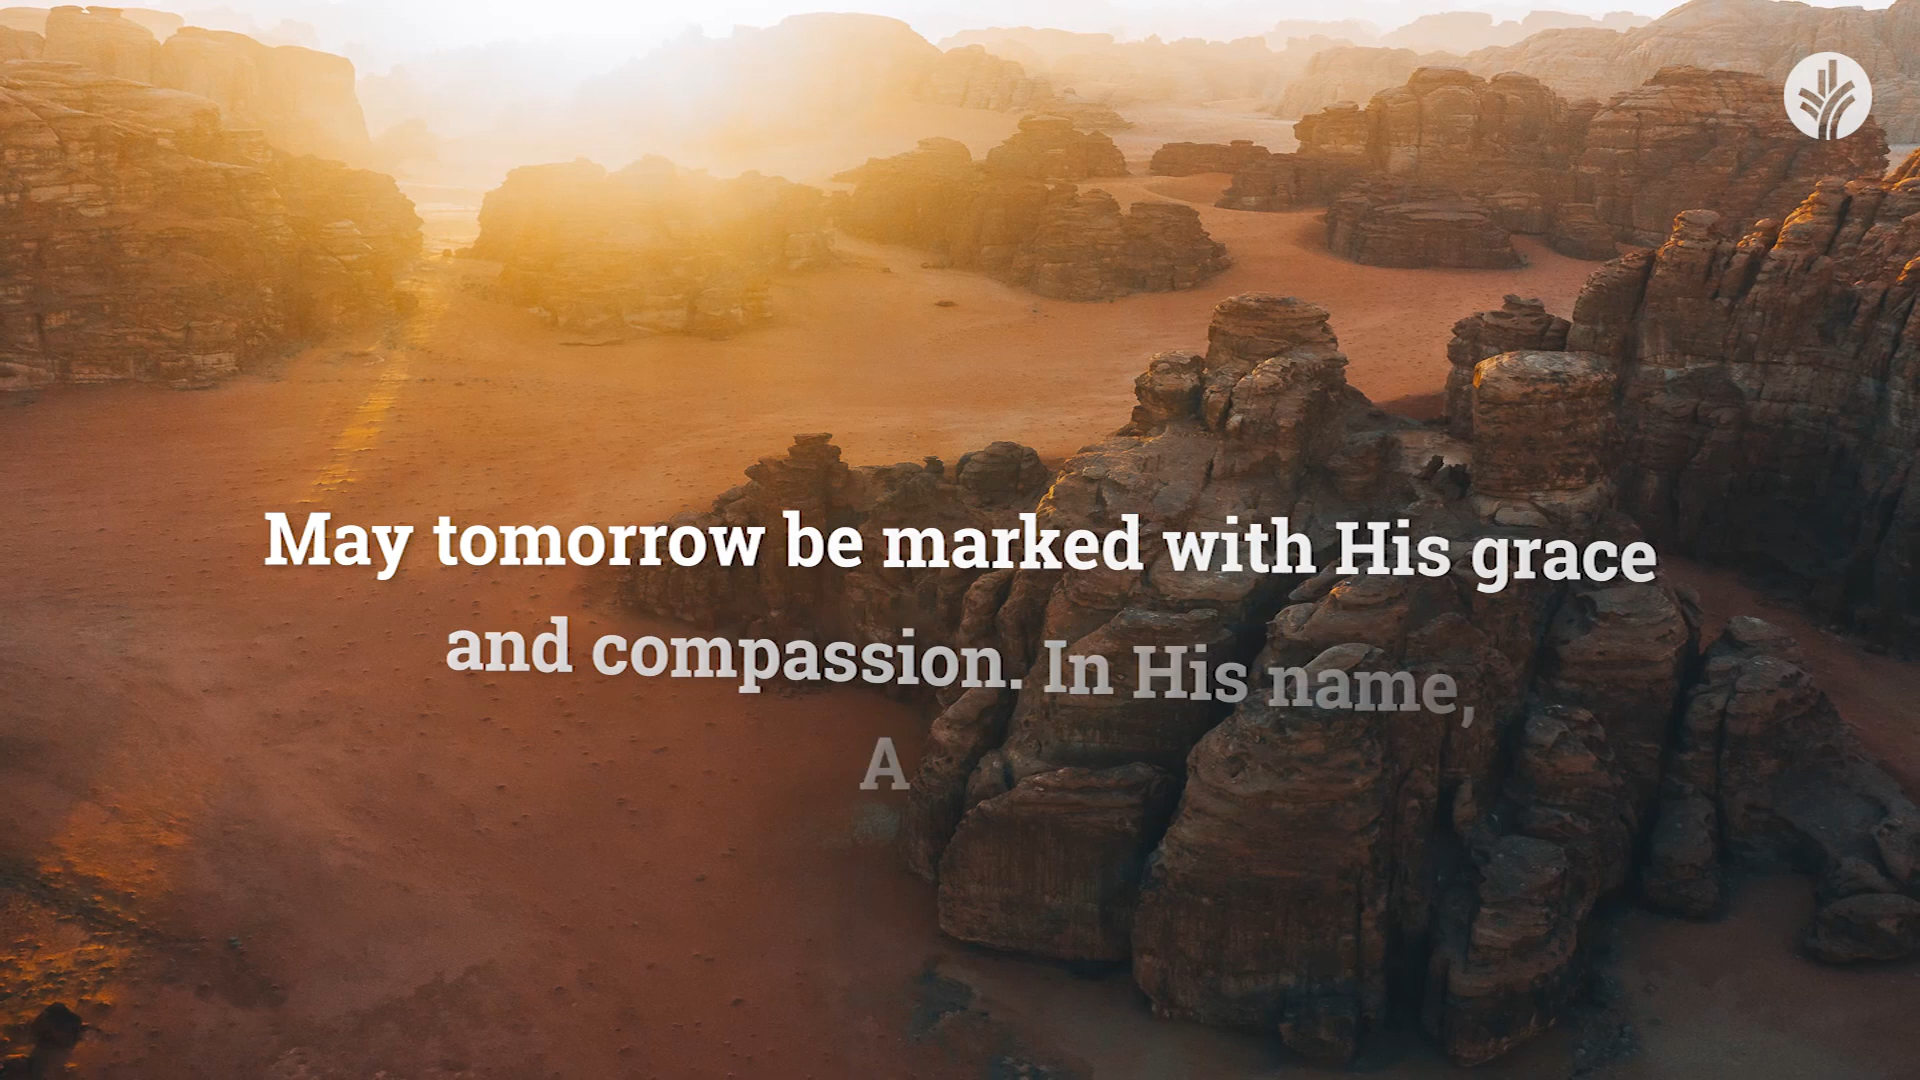 May tomorrow be marked with His grace
and compassion. In His name,
A